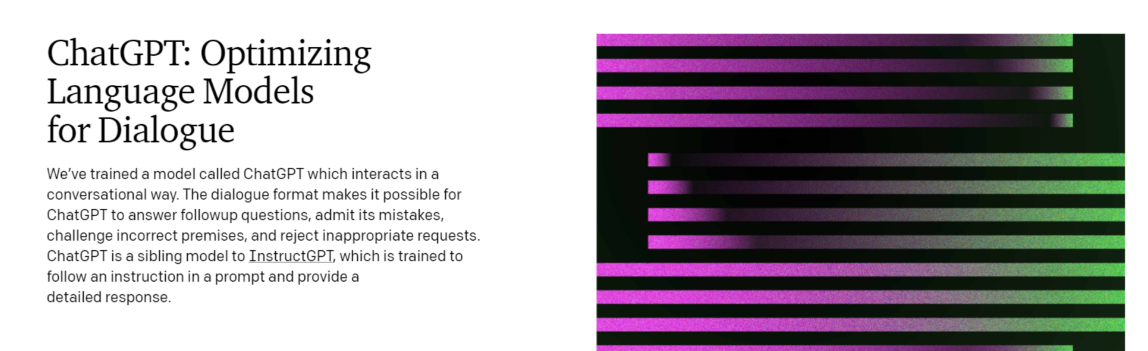 ChatGPT: Optimizing
Language Models
for Dialogue
We’ve trained a model called ChatGPT which interacts in a
conversational way. The dialogue format makes it possible for
ChatGPT to answer followup questions, admit its mistakes,
challenge incorrect premises, and reject inappropriate requests.
ChatGPT is a sibling model to InstructGPT, which is trained to
follow an instruction in a prompt and provide a
detailed response.